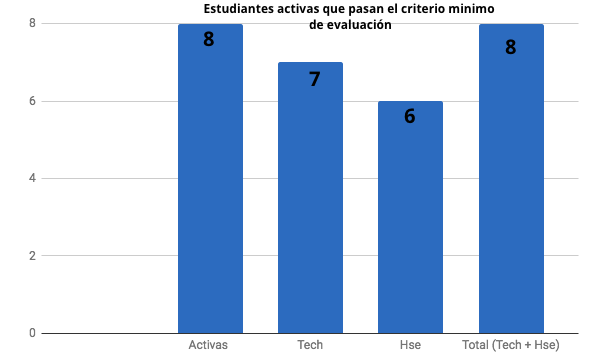 Estudiantes activas que pasan el criterio minimo
de evaluación
8
6
4
2
0
8
7
6
8
Activas
Tech
Hse
Total (Tech + Hse)